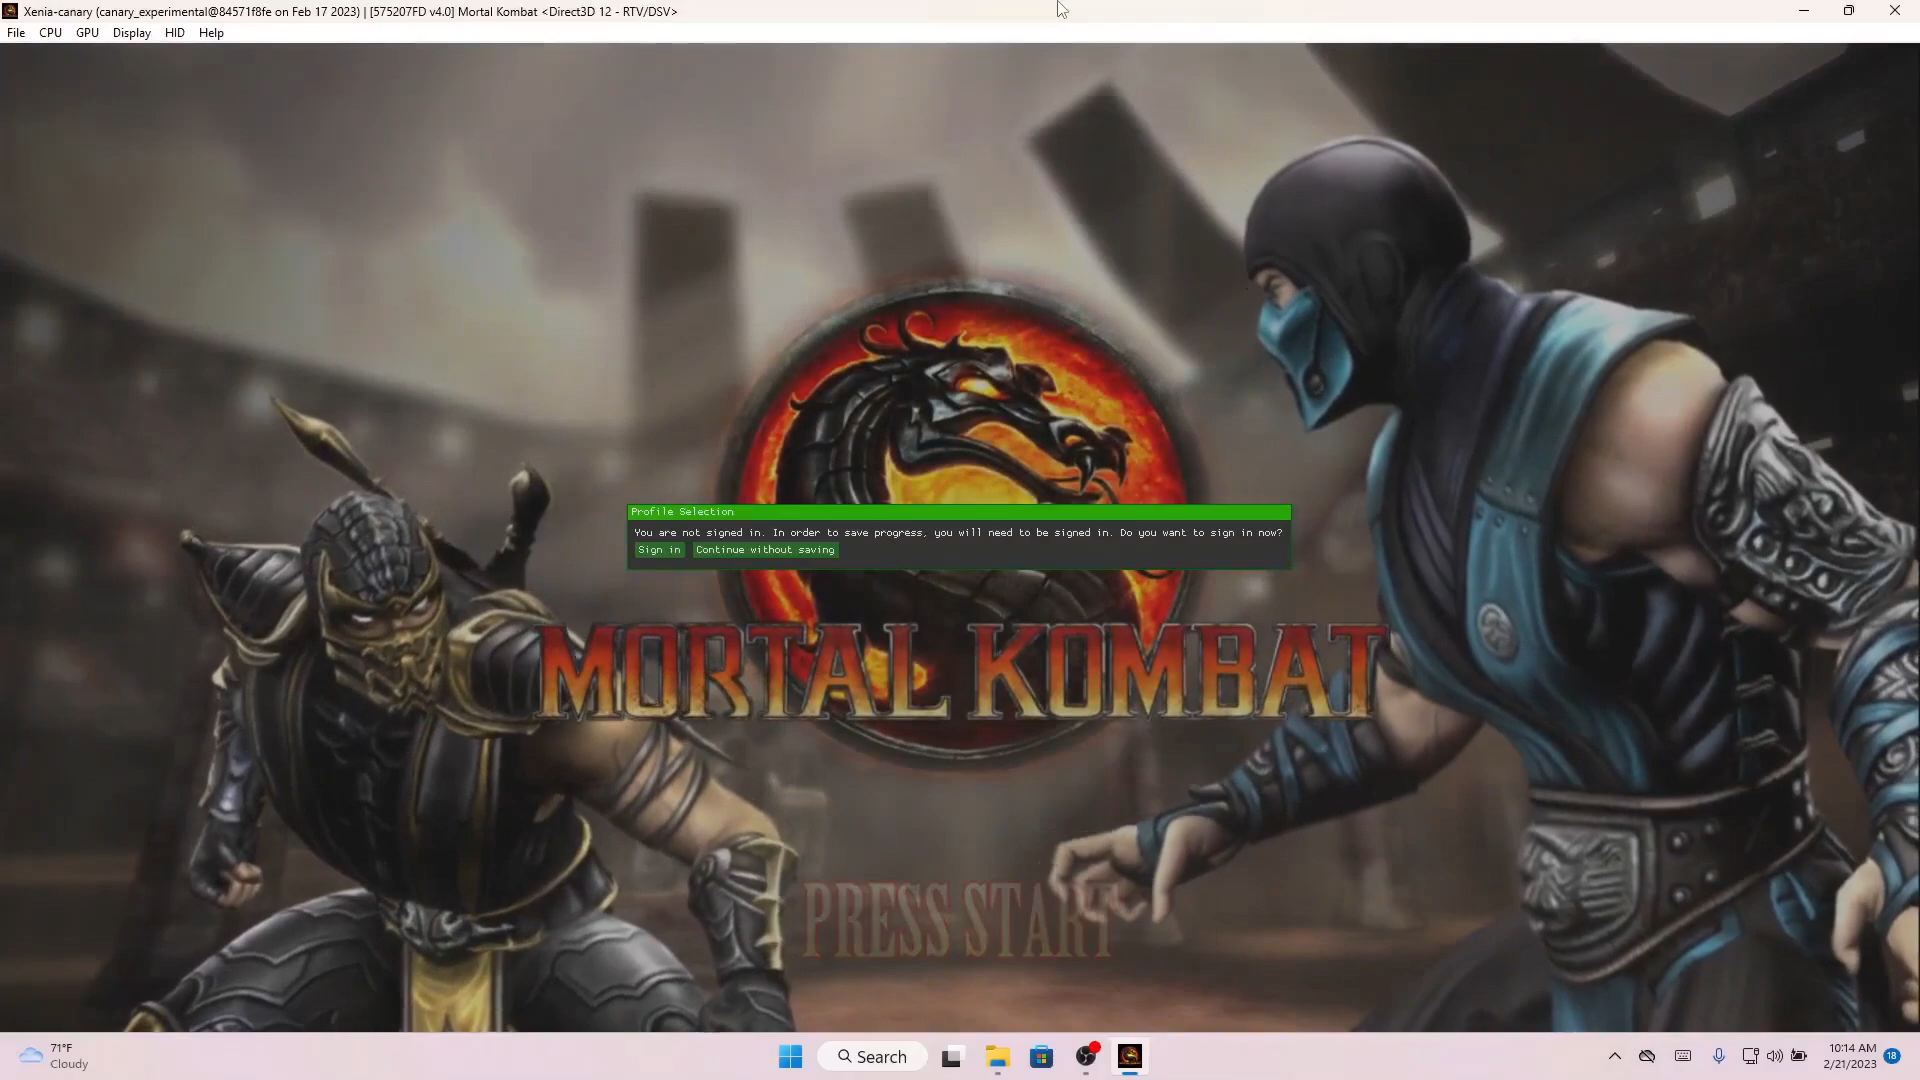 Xenia-canary (canary_experimental@84571f8fe on Feb 17 2023) | [575207FD v4.0] Mortal Kombat <Direct3D 12 - RTV/DSV>
File CPU GPU Display HID Help
Profile Selection
You are not signed in. In order to save progress, you will need to be signed in. Do you want to sign in now?
Sign in Continue without saving
MORTAL KOMBAT
PRESS START
71°F
Cloudy
Search
10:14 AM
2/21/2023
18